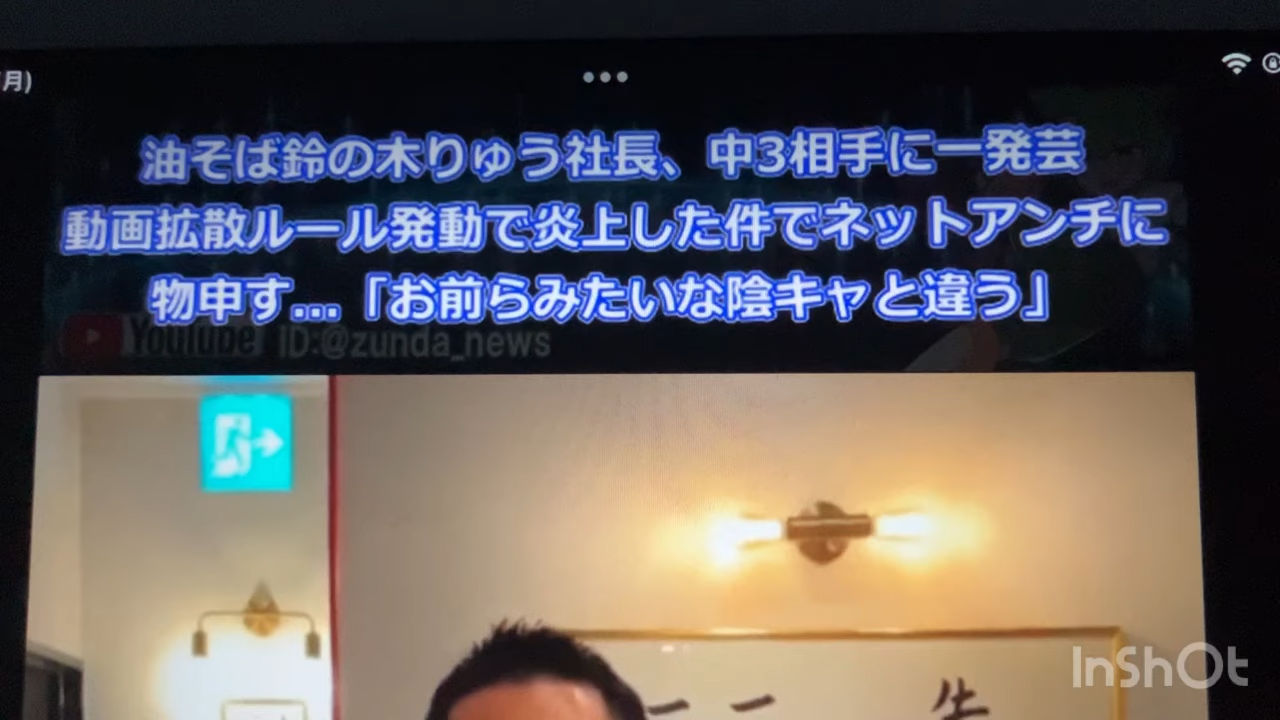 月)
油そば鈴の木りゅう社長、中3相手に一発芸
動画拡散ルール発動で炎上した件でネットアンチに
物申す...「お前らみたいな陰キャと違う」
YouTube ID:@zunda_news
InShOt